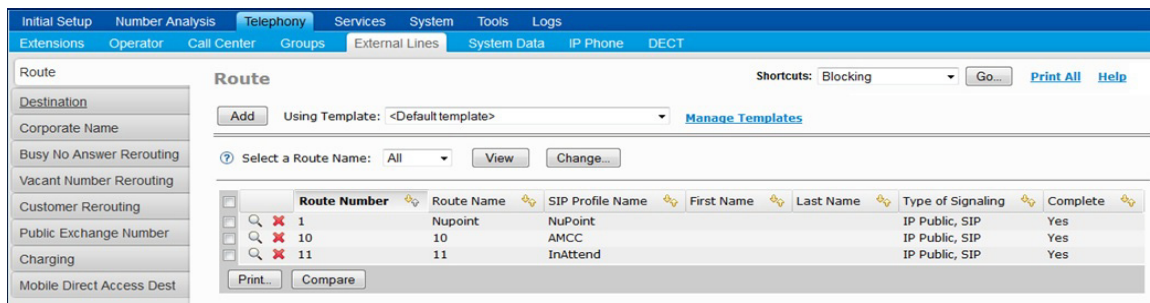 Initial Setup Number Analysis Telephony Services System Tools Logs
Extensions Operator Call Center Groups External Lines System Data IP Phone DECT
Route
Destination
Corporate Name
Busy No Answer Rerouting
Vacant Number Rerouting
Customer Rerouting
Public Exchange Number
Charging
Mobile Direct Access Dest
Route Shortcuts: Blocking Go... Print All Help
Add Using Template: <Default template> Manage Templates
? Select a Route Name: All View Change...
Route Number Route Name SIP Profile Name First Name Last Name Type of Signaling Complete
1 Nupoint NuPoint IP Public, SIP Yes
10 10 AMCC IP Public, SIP Yes
11 11 InAttend IP Public, SIP Yes
Print... Compare